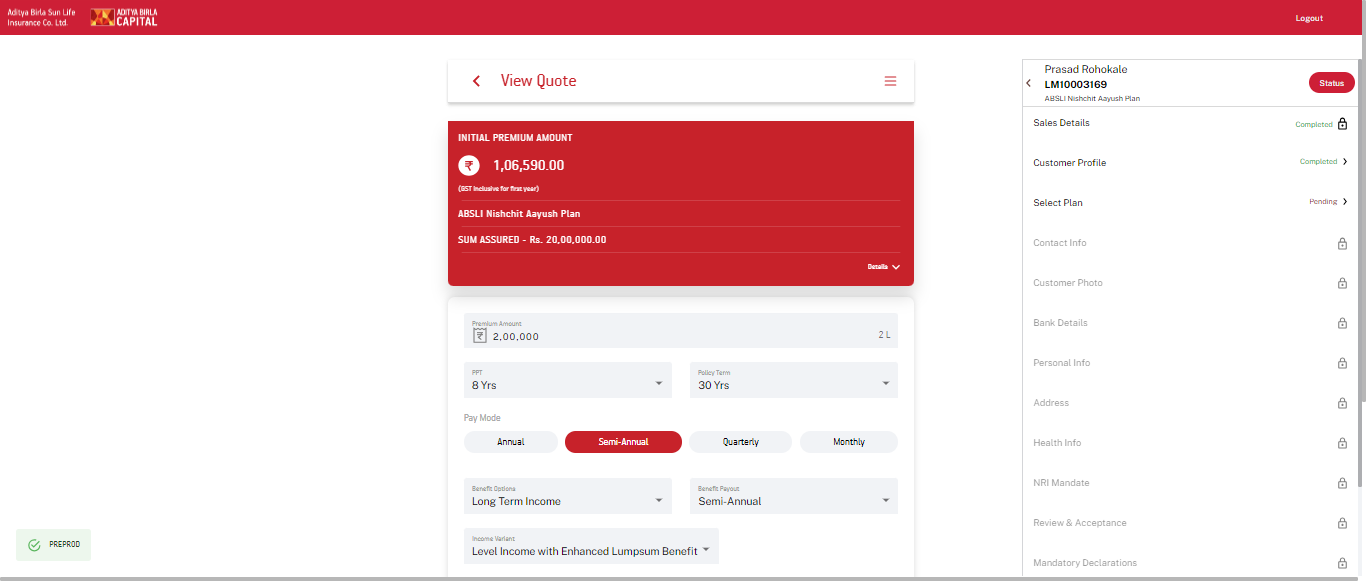 Aditya Birla Sun Life
Insurance Co. Ltd.
ADITYA BIRLA
CAPITAL
Logout
View Quote
INITIAL PREMIUM AMOUNT
₹ 1,06,590.00
(GST Inclusive for first year)
ABSLI Nishchit Aayush Plan
SUM ASSURED - Rs. 20,00,000.00
Details
Premium Amount
₹ 2,00,000 2 L
PPT
8 Yrs
Policy Term
30 Yrs
Pay Mode
Annual Semi-Annual Quarterly Monthly
Benefit Options
Long Term Income
Benefit Payout
Semi-Annual
Income Variant
Level Income with Enhanced Lumpsum Benefit
PREPROD
Prasad Rohokale
LM10003169
ABSLI Nishchit Aayush Plan
Status
Sales Details Completed
Customer Profile Completed
Select Plan Pending
Contact Info
Customer Photo
Bank Details
Personal Info
Address
Health Info
NRI Mandate
Review & Acceptance
Mandatory Declarations